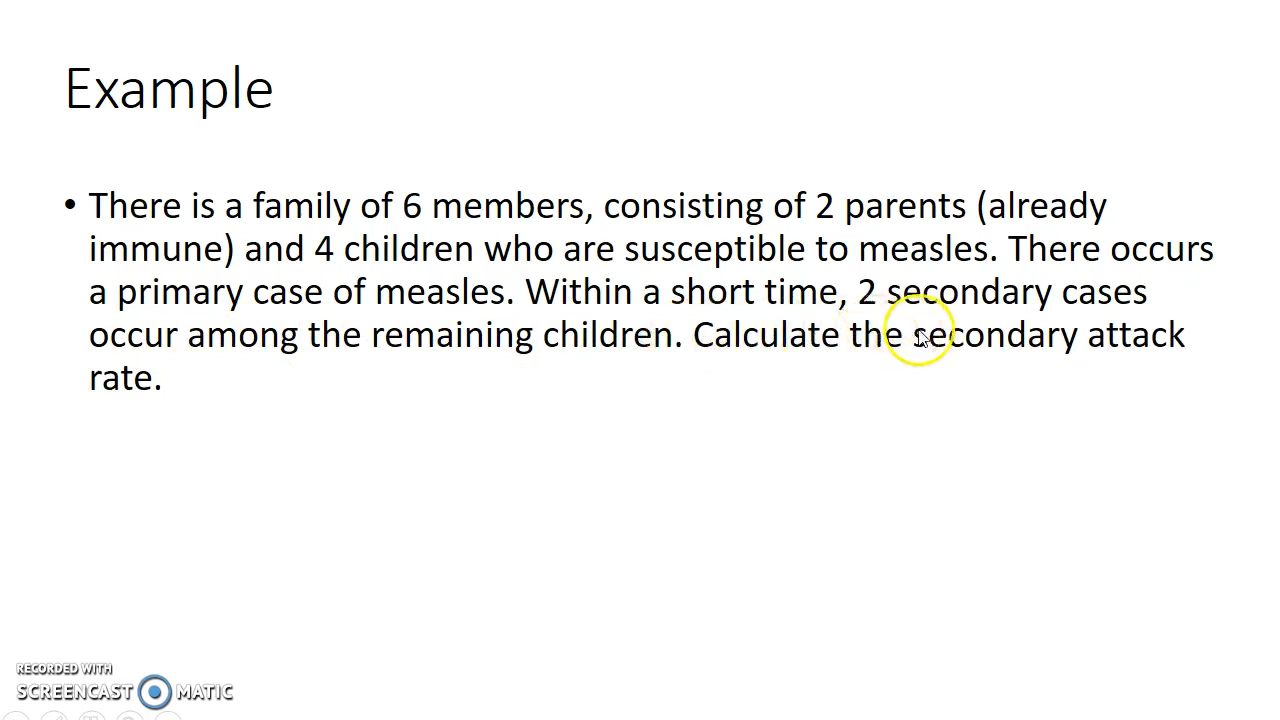 Example
• There is a family of 6 members, consisting of 2 parents (already
immune) and 4 children who are susceptible to measles. There occurs
a primary case of measles. Within a short time, 2 secondary cases
occur among the remaining children. Calculate the secondary attack
rate.
RECORDED WITH
SCREENCAST MATIC